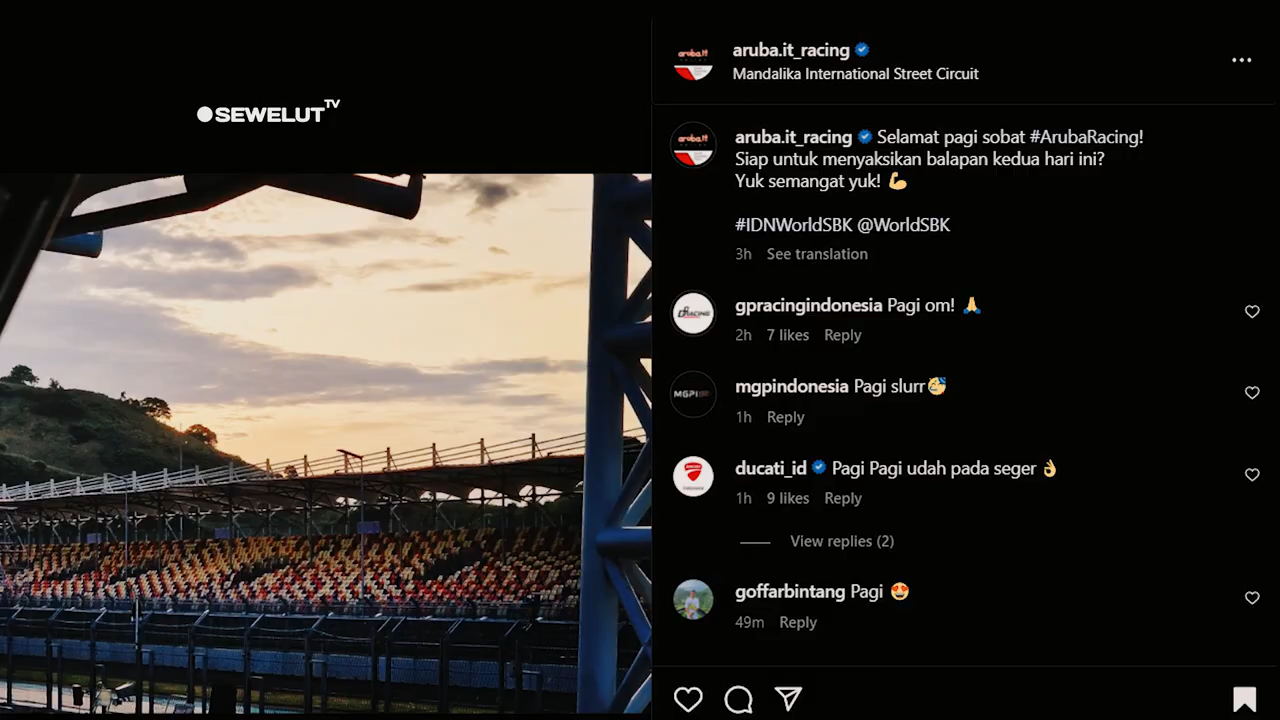 SEWELUT TV
aruba.it_racing
Mandalika International Street Circuit
aruba.it
aruba.it_racing Selamat pagi sobat #ArubaRacing!
Siap untuk menyaksikan balapan kedua hari ini?
Yuk semangat yuk! 💪
#IDNWorldSBK @WorldSBK
3h See translation
gpracingindonesia Pagi om! 🙏
2h 7 likes Reply
MGPI
mgpindonesia Pagi slurr🥳
1h Reply
ducati_id Pagi Pagi udah pada seger 👌
1h 9 likes Reply
View replies (2)
goffarbintang Pagi 😍
49m Reply